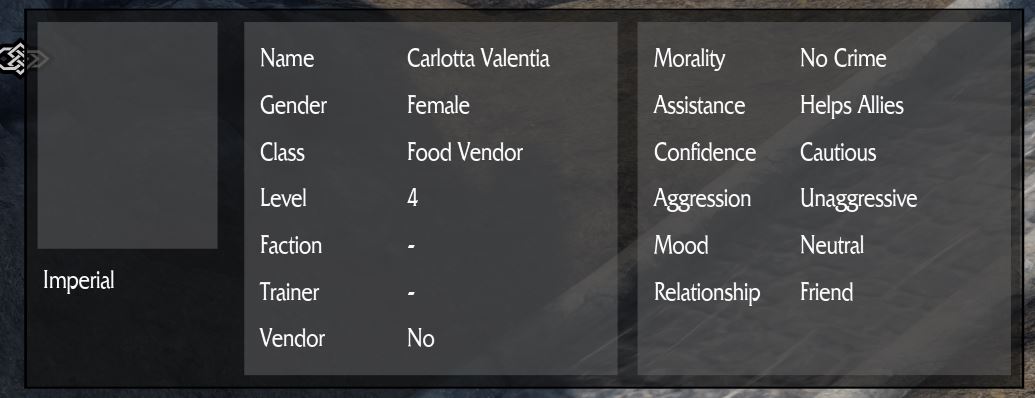 Imperial
Name Carlotta Valentia
Gender Female
Class Food Vendor
Level 4
Faction -
Trainer -
Vendor No
Morality No Crime
Assistance Helps Allies
Confidence Cautious
Aggression Unaggressive
Mood Neutral
Relationship Friend